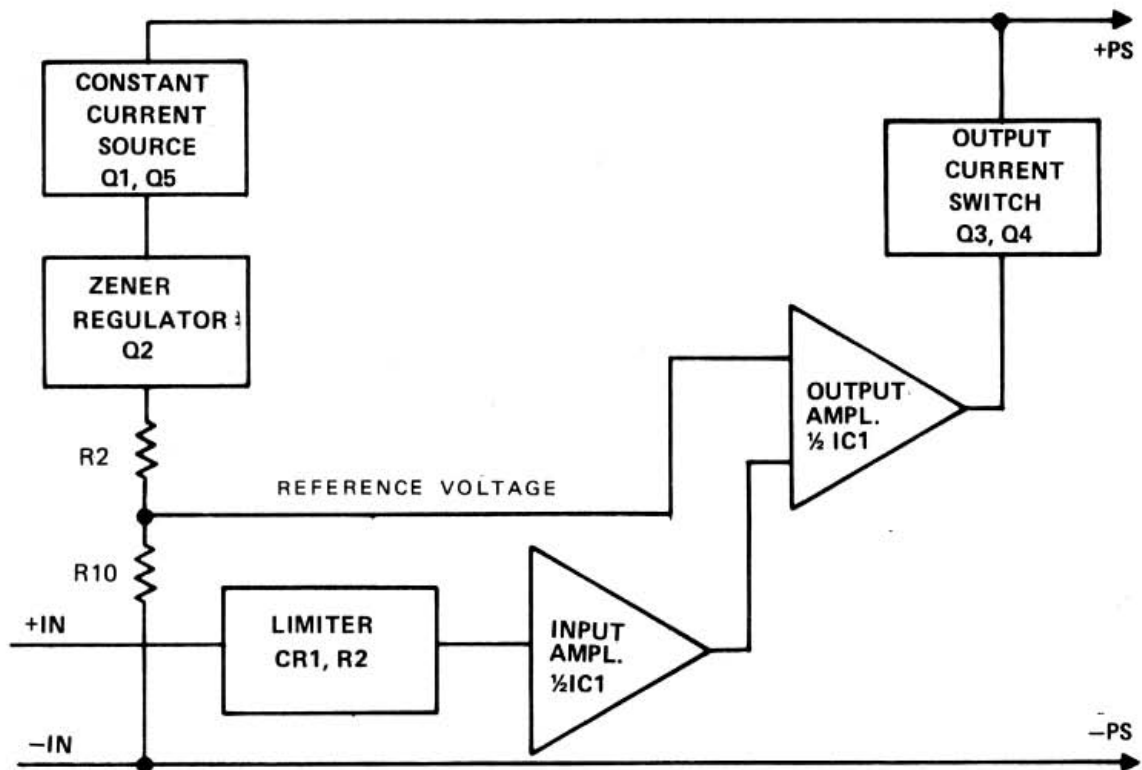 +PS
CONSTANT
CURRENT
SOURCE
Q1, Q5
OUTPUT
CURRENT
SWITCH
Q3, Q4
ZENER
REGULATOR
Q2
OUTPUT
AMPL.
½ IC1
R2
REFERENCE VOLTAGE
R10
+IN
LIMITER
CR1, R2
INPUT
AMPL.
½IC1
−IN
−PS